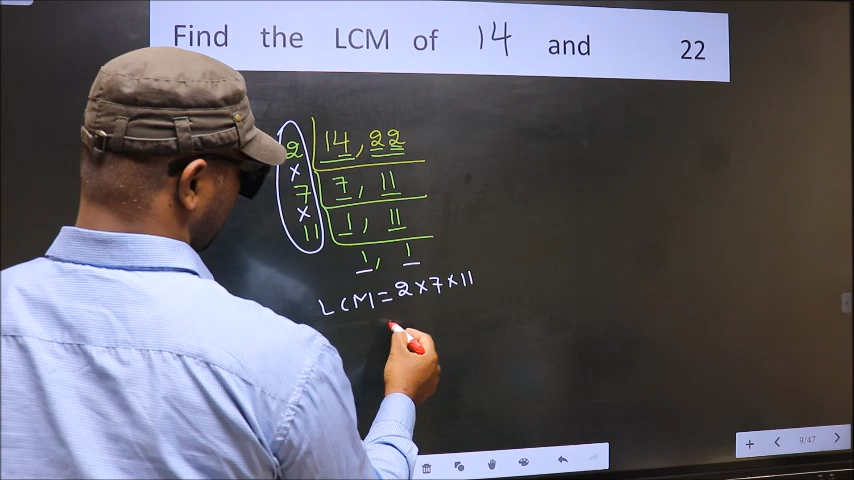 Find the LCM of 14 and 22
2 14, 22
×
7 7, 11
×
11 1, 11
1, 1
LCM = 2 × 7 × 11
9/47